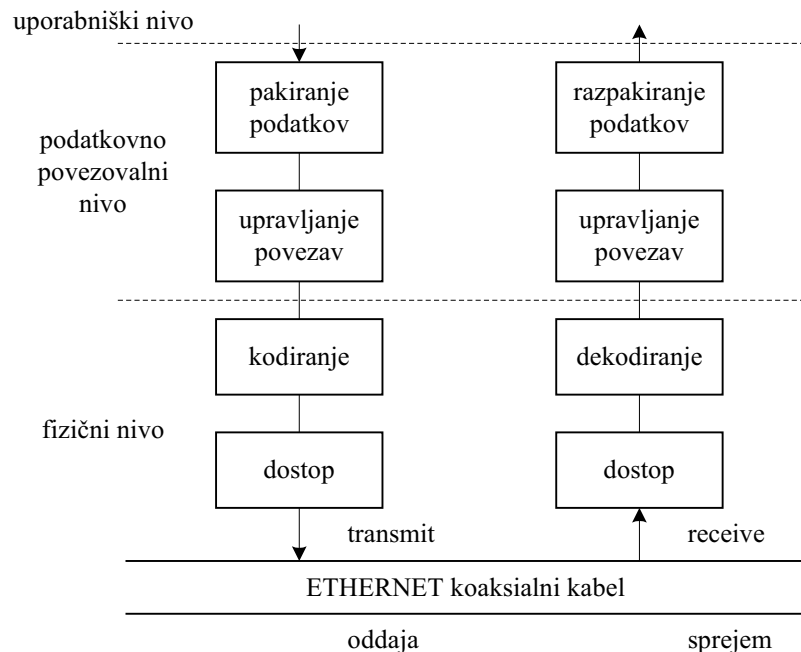 uporabniški nivo
pakiranje
podatkov
razpakiranje
podatkov
podatkovno
povezovalni
nivo
upravljanje
povezav
upravljanje
povezav
kodiranje
dekodiranje
fizični nivo
dostop
dostop
transmit
receive
ETHERNET koaksialni kabel
oddaja
sprejem